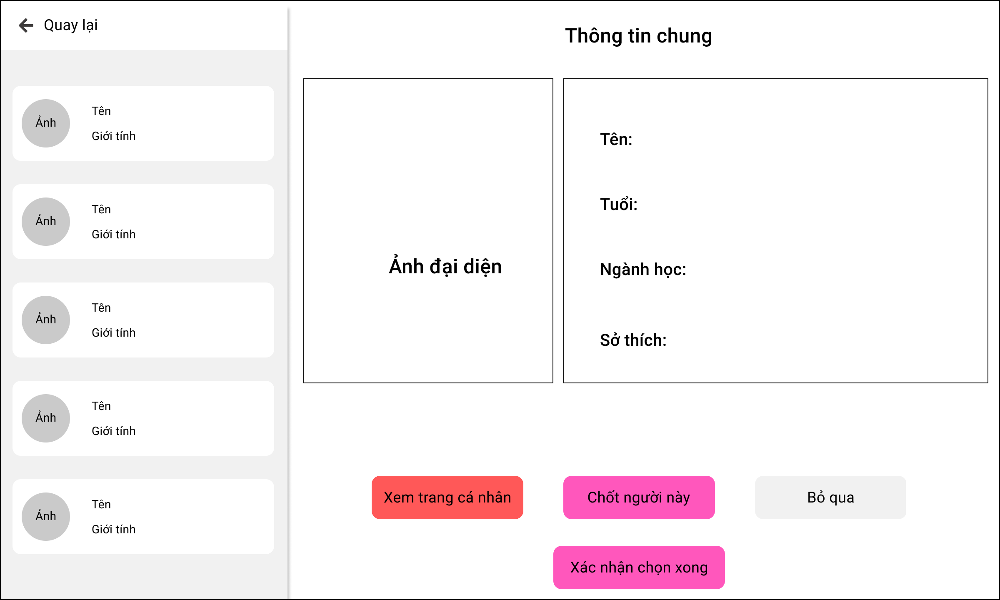 Quay lại
Ảnh
Tên
Giới tính
Ảnh
Tên
Giới tính
Ảnh
Tên
Giới tính
Ảnh
Tên
Giới tính
Ảnh
Tên
Giới tính
Thông tin chung
Ảnh đại diện
Tên:
Tuổi:
Ngành học:
Sở thích:
Xem trang cá nhân
Chốt người này
Bỏ qua
Xác nhận chọn xong